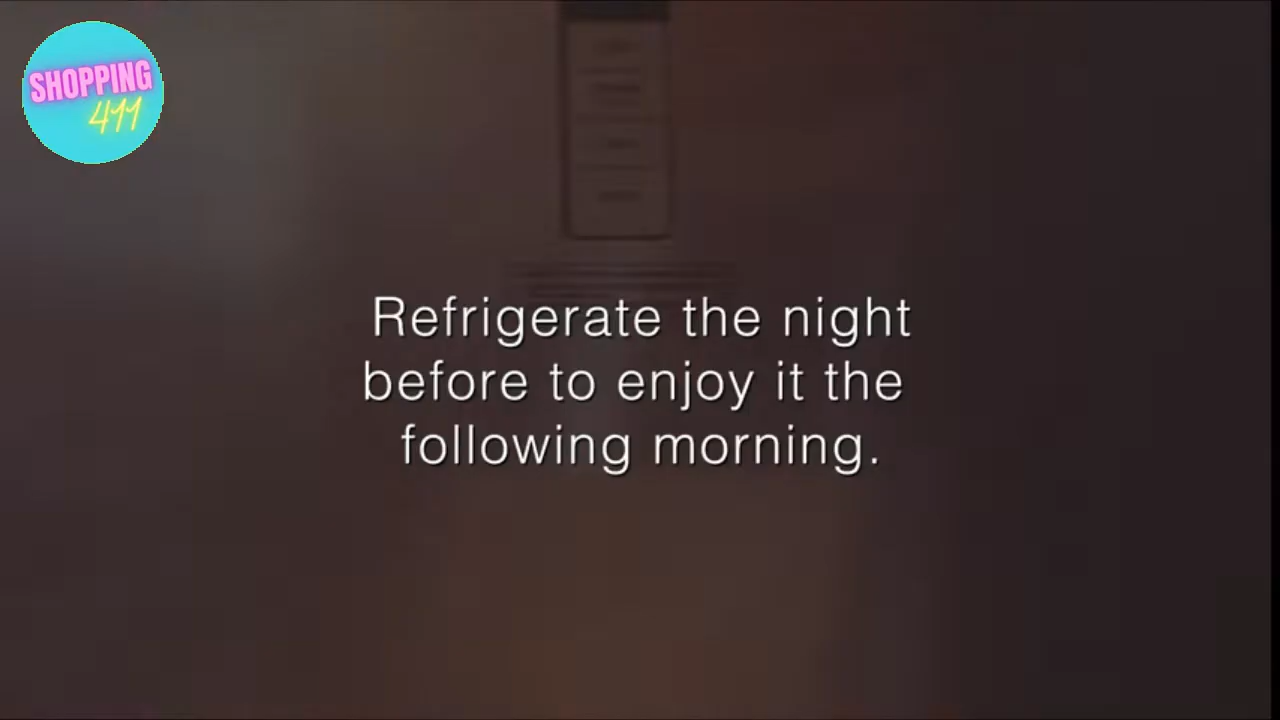 SHOPPING
411
Refrigerate the night
before to enjoy it the
following morning.